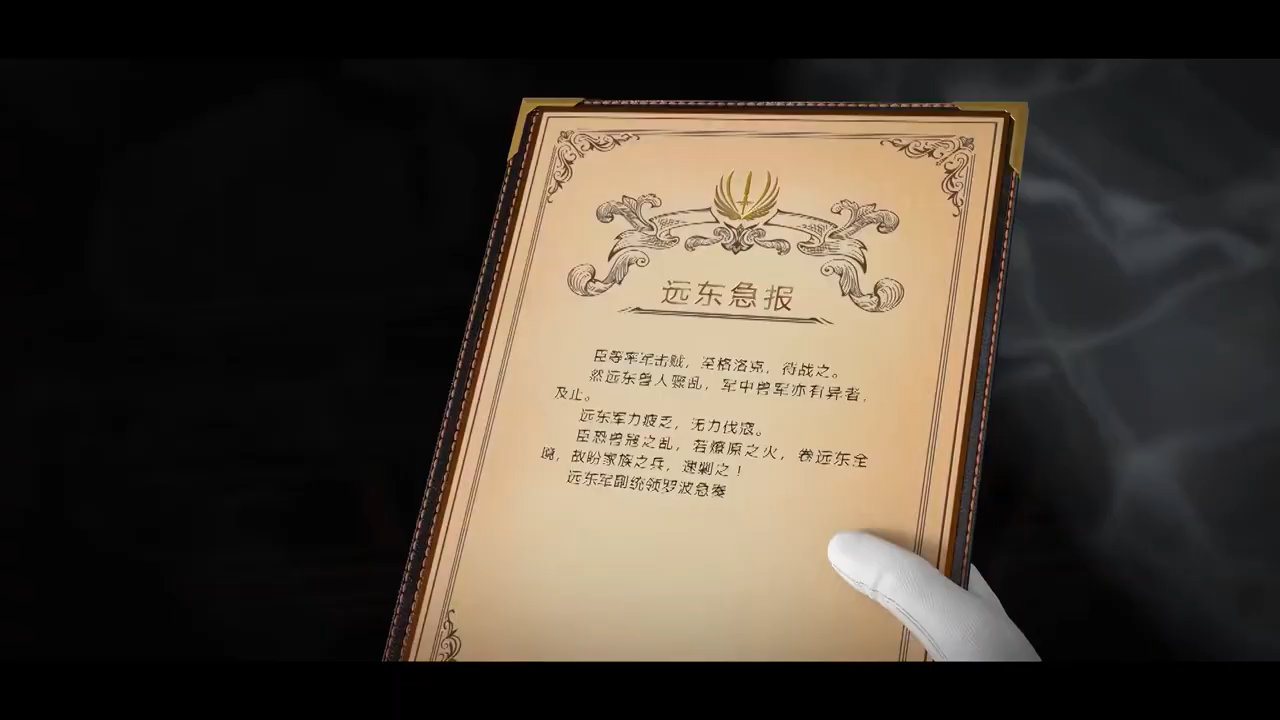 远东急报
臣等率军击贼，至格洛克，待战之。
然远东兽人骤乱，军中兽军亦有异者，
及止。
远东军力疲乏，无力伐寇。
臣恐兽寇之乱，若燎原之火，卷远东全
境，故盼家族之兵，速剿之！
远东军副统领罗波急奏